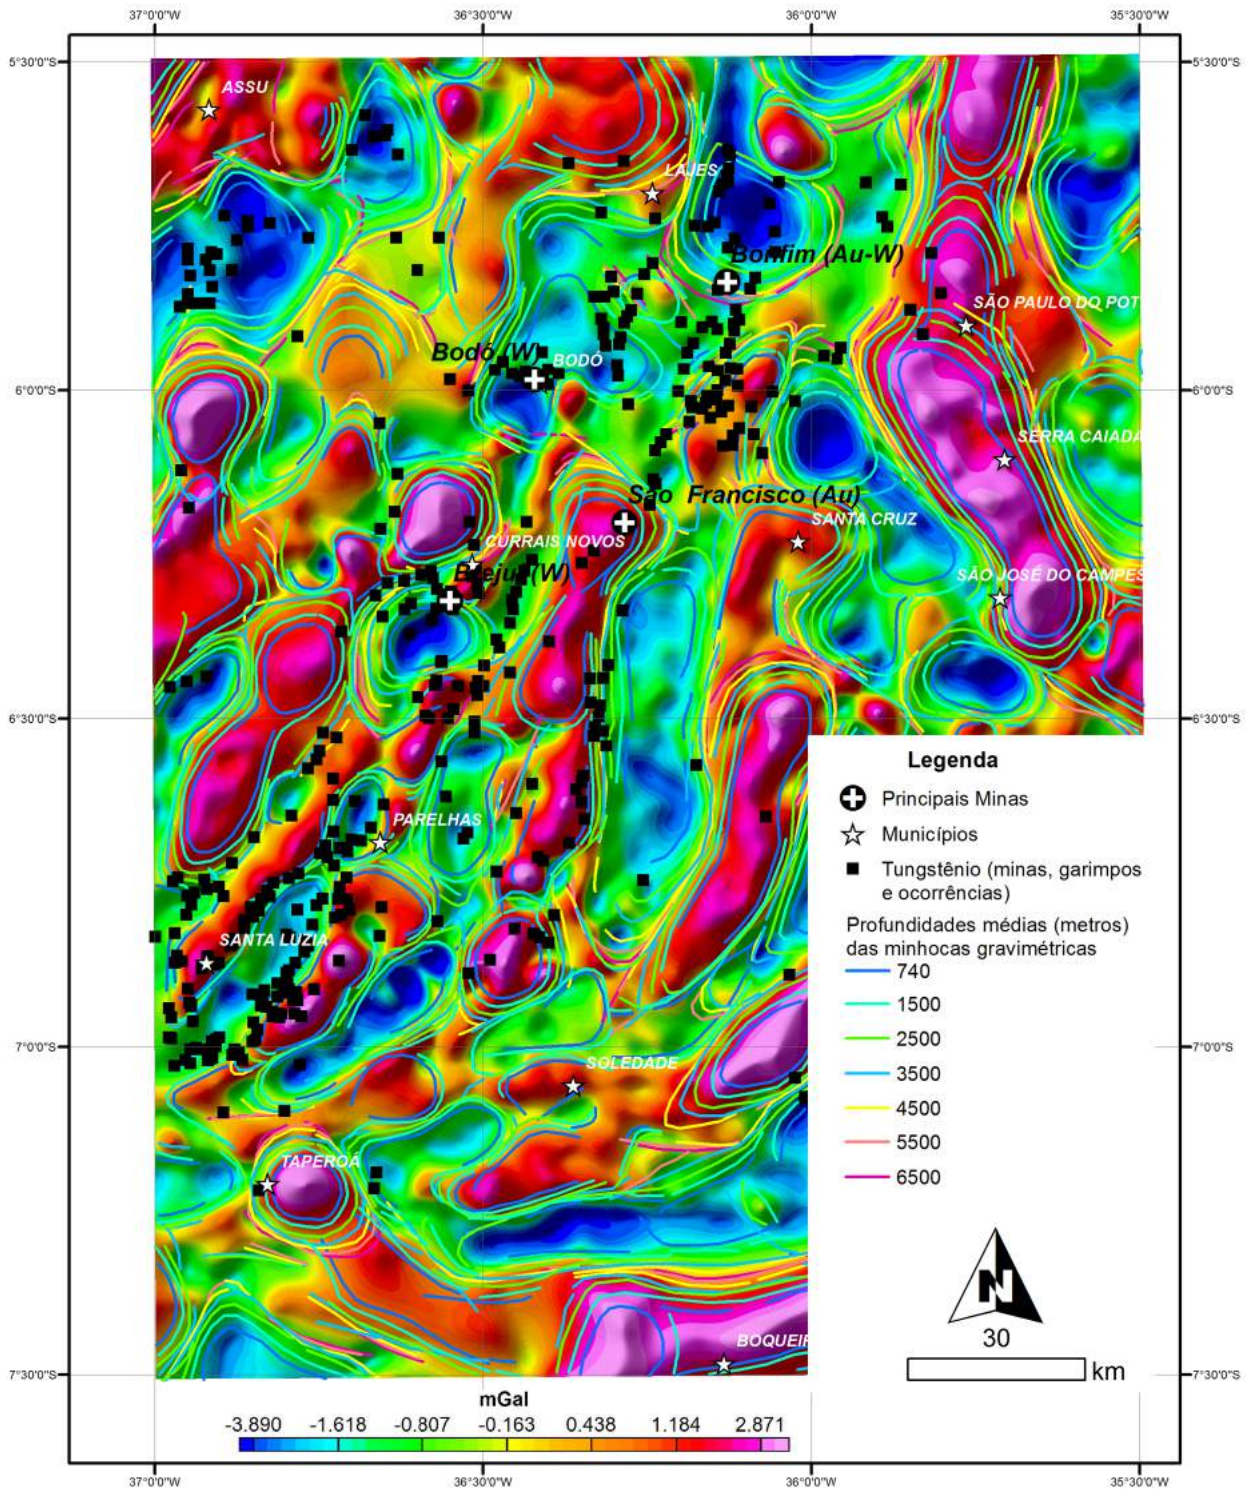 37°0'0"W 36°30'0"W 36°0'0"W 35°30'0"W
5°30'0"S 5°30'0"S
ASSU
LAJES
Bonfim (Au-W)
SÃO PAULO DO POT
Bodó (W)
BODÓ
6°0'0"S 6°0'0"S
SERRA CAIADA
São Francisco (Au)
SANTA CRUZ
CURRAIS NOVOS
Brejuí (W)
SÃO JOSÉ DO CAMPES
6°30'0"S 6°30'0"S
Legenda
Principais Minas
Municípios
Tungstênio (minas, garimpos
e ocorrências)
Profundidades médias (metros)
das minhocas gravimétricas
740
1500
2500
3500
4500
5500
6500
PARELHAS
SANTA LUZIA
7°0'0"S 7°0'0"S
SOLEDADE
TAPEROÁ
N
30
km
BOQUEIR
7°30'0"S 7°30'0"S
mGal
-3.890 -1.618 -0.807 -0.163 0.438 1.184 2.871
37°0'0"W 36°30'0"W 36°0'0"W 35°30'0"W